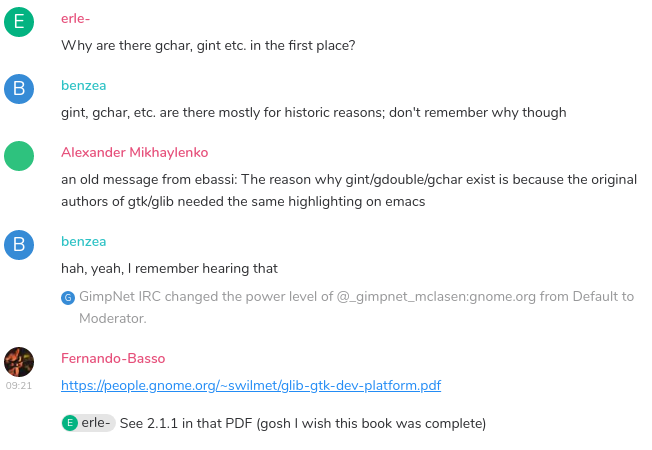 E
erle-
Why are there gchar, gint etc. in the first place?
B
benzea
gint, gchar, etc. are there mostly for historic reasons; don't remember why though
Alexander Mikhaylenko
an old message from ebassi: The reason why gint/gdouble/gchar exist is because the original
authors of gtk/glib needed the same highlighting on emacs
B
benzea
hah, yeah, I remember hearing that
G GimpNet IRC changed the power level of @_gimpnet_mclasen:gnome.org from Default to
Moderator.
Fernando-Basso
09:21 https://people.gnome.org/~swilmet/glib-gtk-dev-platform.pdf
E erle- See 2.1.1 in that PDF (gosh I wish this book was complete)